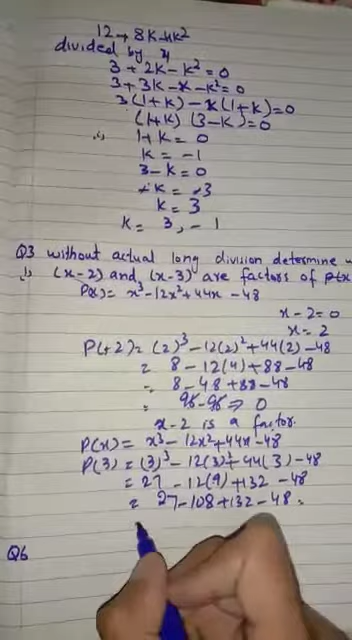 12 + 8K - 4K²
divided by 4
3 + 2K - K² = 0
3 + 3K - K - K² = 0
3(1+K) - K(1+K) = 0
(1+K) (3-K) = 0
1+K = 0
K = -1
3-K = 0
-K = -3
K = 3
K = 3, -1
Q3 without actual long division determine
(x-2) and (x-3) are factors of P(x
P(x) = x³ - 12x² + 44x - 48
x - 2 = 0
x = 2
P(+2) = (2)³ - 12(2)² + 44(2) - 48
= 8 - 12(4) + 88 - 48
= 8 - 48 + 88 - 48
= 96 - 96 ⇒ 0
x-2 is a factor.
P(x) = x³ - 12x² + 44x - 48
P(3) = (3)³ - 12(3)² + 44(3) - 48
= 27 - 12(9) + 132 - 48
= 27 - 108 + 132 - 48
Q6